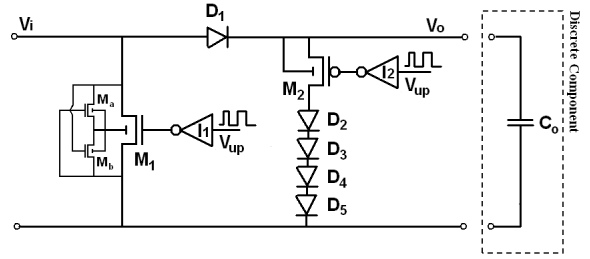 Vi
D1
Vo
Discrete Component
Ma
I2
M2
Vup
D2
I1
Co
Mb
M1
Vup
D3
D4
D5